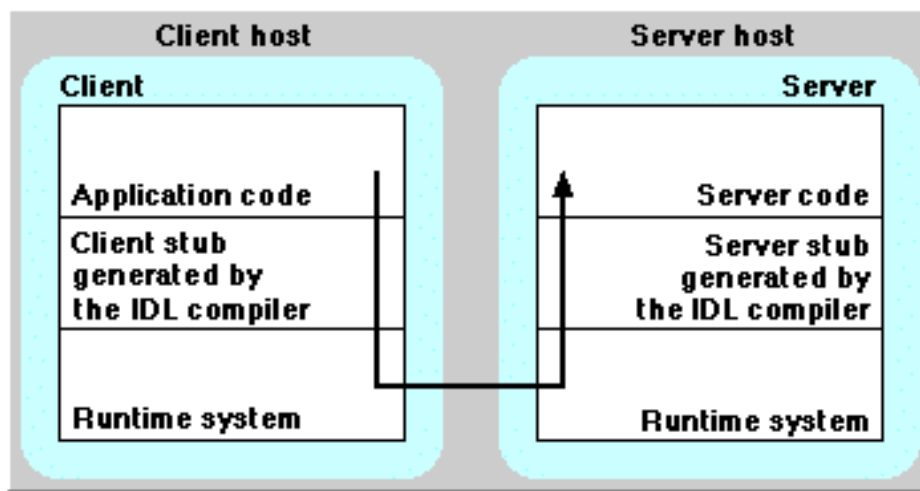 Client host
Server host
Client
Server
Application code
Server code
Client stub
generated by
the IDL compiler
Server stub
generated by
the IDL compiler
Runtime system
Runtime system